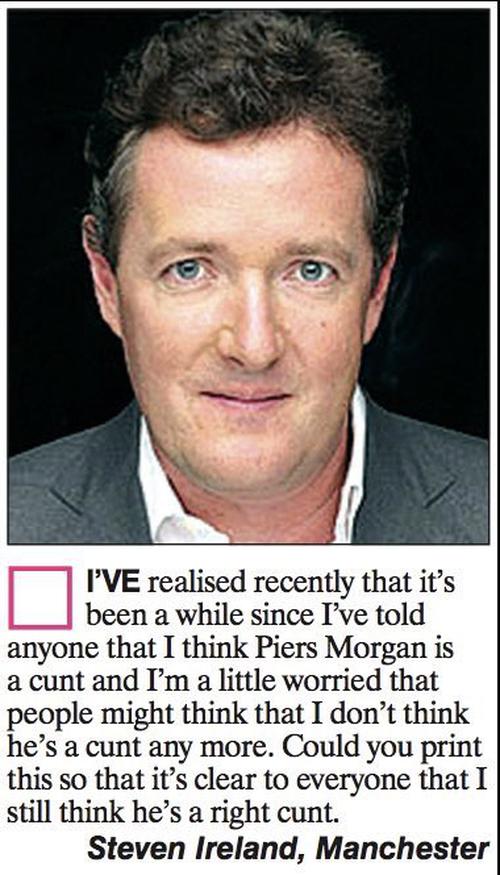 I'VE realised recently that it's
been a while since I've told
anyone that I think Piers Morgan is
a cunt and I'm a little worried that
people might think that I don't think
he's a cunt any more. Could you print
this so that it's clear to everyone that I
still think he's a right cunt.
Steven Ireland, Manchester